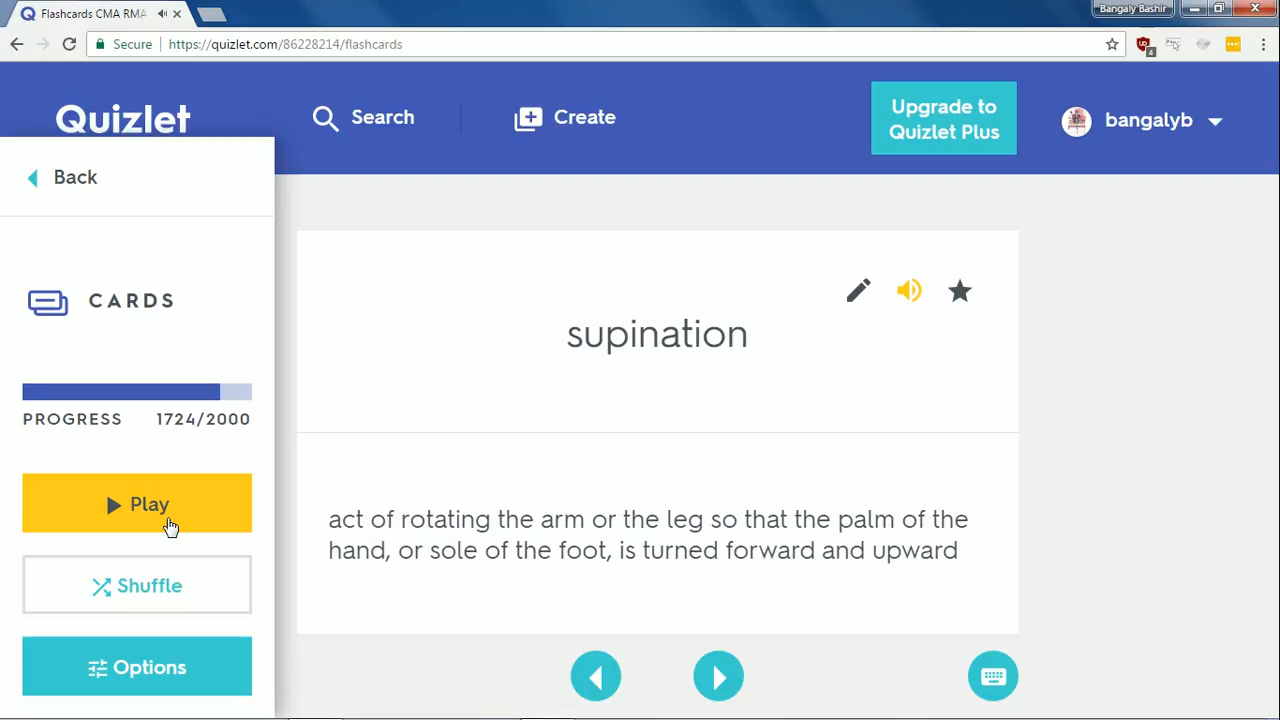 Flashcards CMA RMA
Bangaly Bashir
Secure
https://quizlet.com/86228214/flashcards
4
Quizlet
Search
Create
Upgrade to
Quizlet Plus
bangalyb
Back
CARDS
PROGRESS 1724/2000
Play
Shuffle
Options
supination
act of rotating the arm or the leg so that the palm of the
hand, or sole of the foot, is turned forward and upward